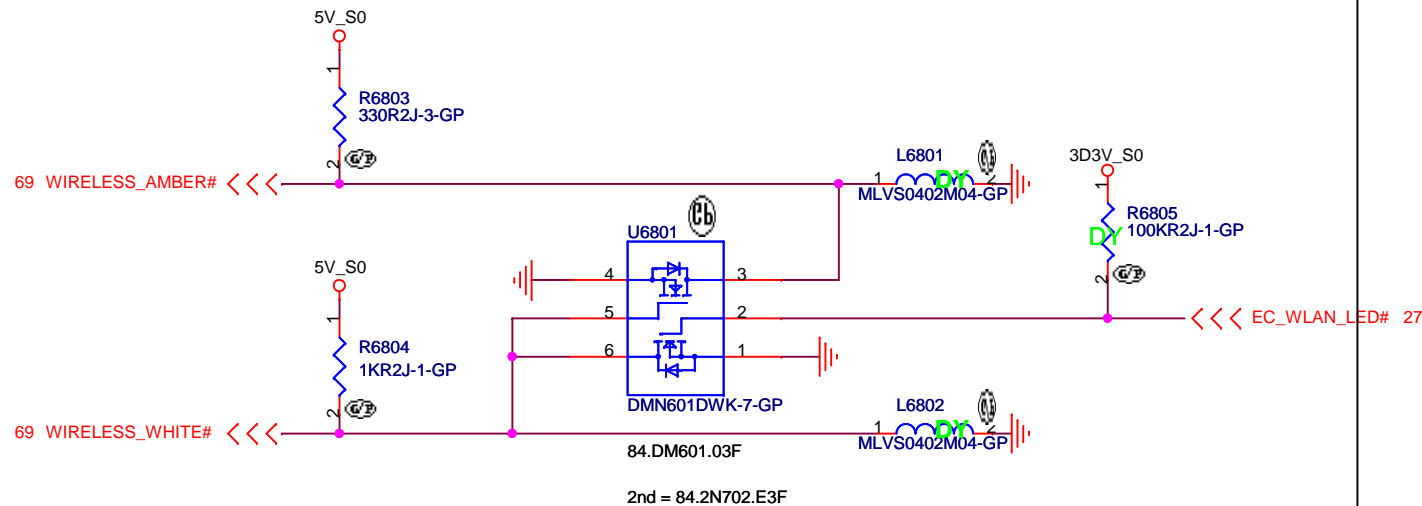 5V_S0
1
R6803
330R2J-3-GP
2
G/P
69 WIRELESS_AMBER#
L6801
1
DY
2
MLVS0402M04-GP
3D3V_S0
1
R6805
100KR2J-1-GP
DY
2
G/P
U6801
4
3
5
2
6
1
DMN601DWK-7-GP
84.DM601.03F
2nd = 84.2N702.E3F
EC_WLAN_LED# 27
5V_S0
1
R6804
1KR2J-1-GP
2
G/P
69 WIRELESS_WHITE#
L6802
1
DY
2
MLVS0402M04-GP